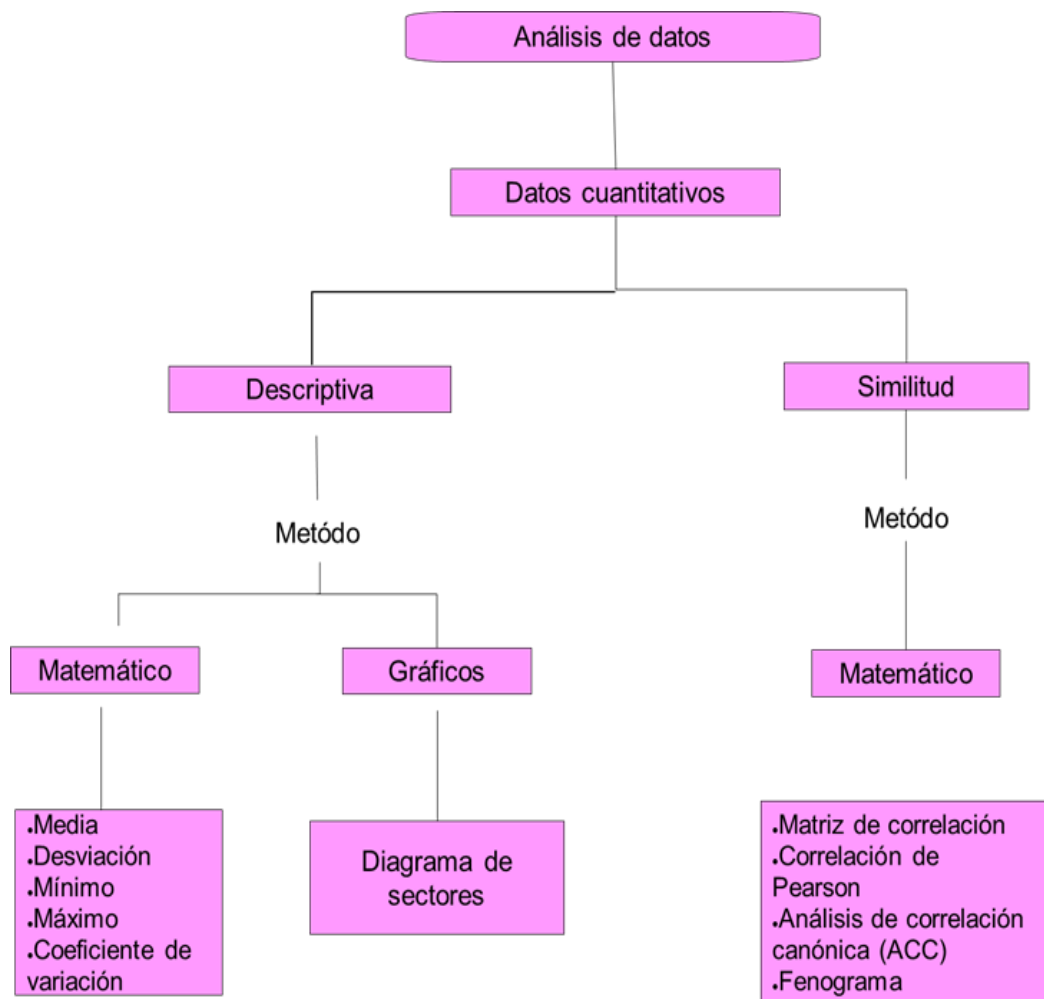 Análisis de datos
Datos cuantitativos
Descriptiva
Similitud
Metódo
Metódo
Matemático
Gráficos
Matemático
•Media
•Desviación
•Mínimo
•Máximo
•Coeficiente de
variación
Diagrama de
sectores
•Matriz de correlación
•Correlación de
Pearson
•Análisis de correlación
canónica (ACC)
•Fenograma